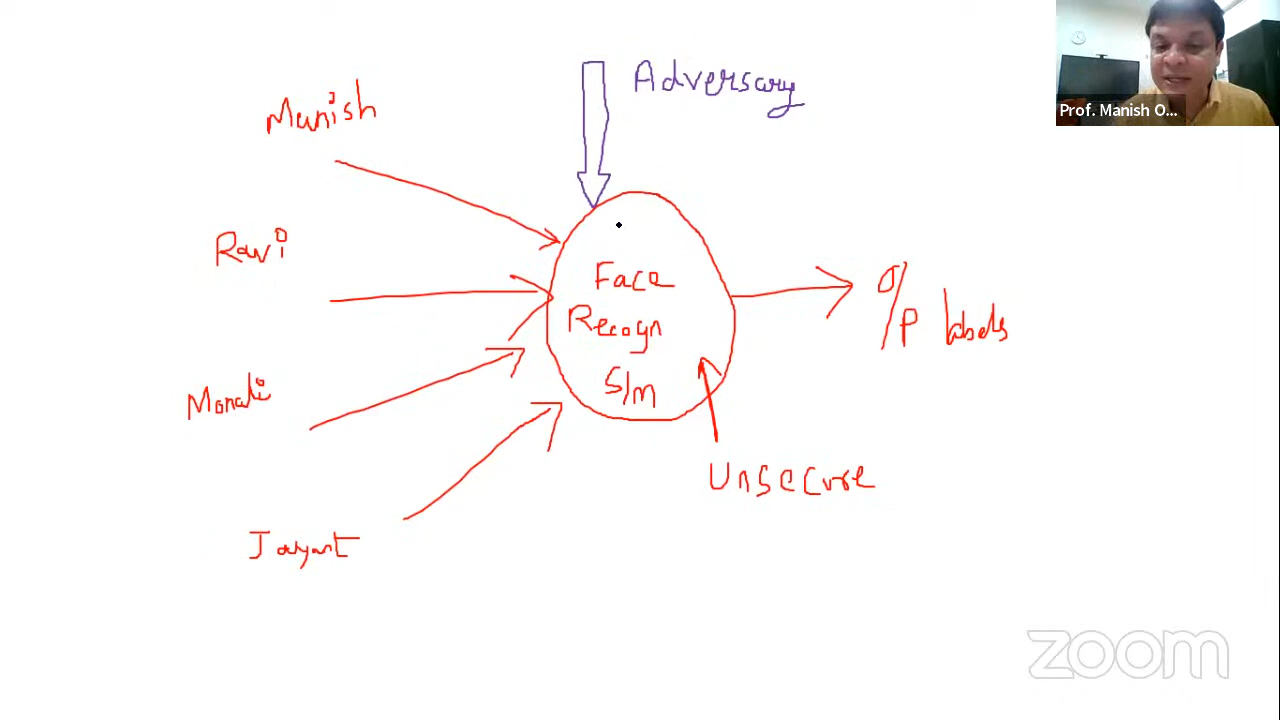 Adversary
Manish
Ravi
Monali
Jayant
Face
Recogn
S/m
O/P labels
Unsecure
Prof. Manish O...
zoom